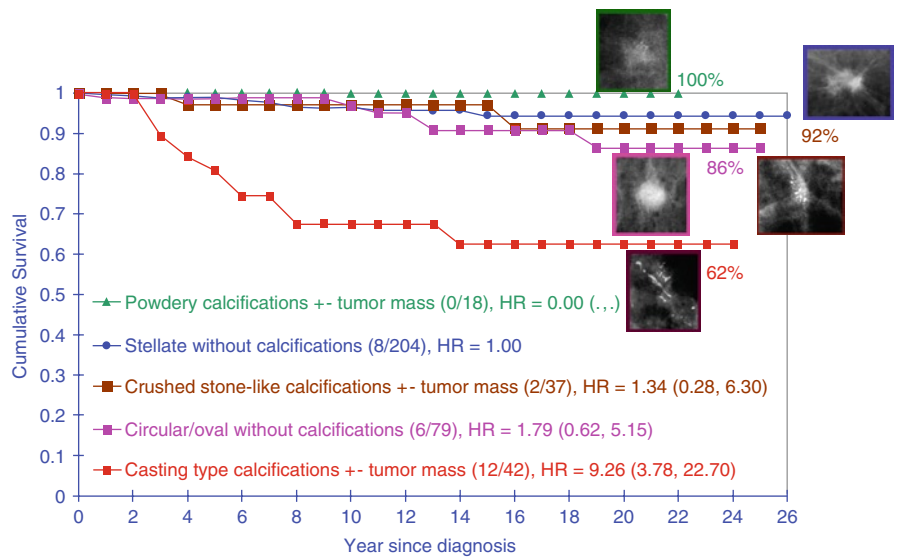 100%
92%
86%
62%
1
0.9
0.8
0.7
0.6
0.5
0.4
0.3
0.2
0.1
0
Cumulative Survival
Powdery calcifications +- tumor mass (0/18), HR = 0.00 (.,.)
Stellate without calcifications (8/204), HR = 1.00
Crushed stone-like calcifications +- tumor mass (2/37), HR = 1.34 (0.28, 6.30)
Circular/oval without calcifications (6/79), HR = 1.79 (0.62, 5.15)
Casting type calcifications +- tumor mass (12/42), HR = 9.26 (3.78, 22.70)
0 2 4 6 8 10 12 14 16 18 20 22 24 26
Year since diagnosis